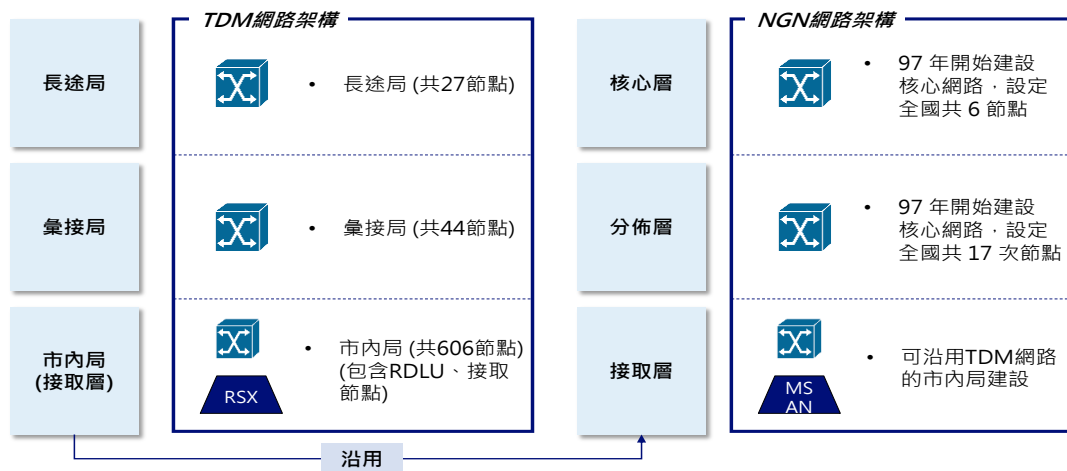 TDM網路架構
長途局
• 長途局 (共27節点)
彙接局
• 彙接局 (共44節點)
市內局
(接取層)
RSX
• 市內局 (共606節点)
(包含RDLU、接取
節點)
NGN網路架構
核心層
• 97 年開始建設
核心網路，設定
全國共 6 節點
分佈層
• 97 年開始建設
核心網路，設定
全國共 17 次節點
接取層
MS
AN
• 可沿用TDM網路
的市內局建設
沿用